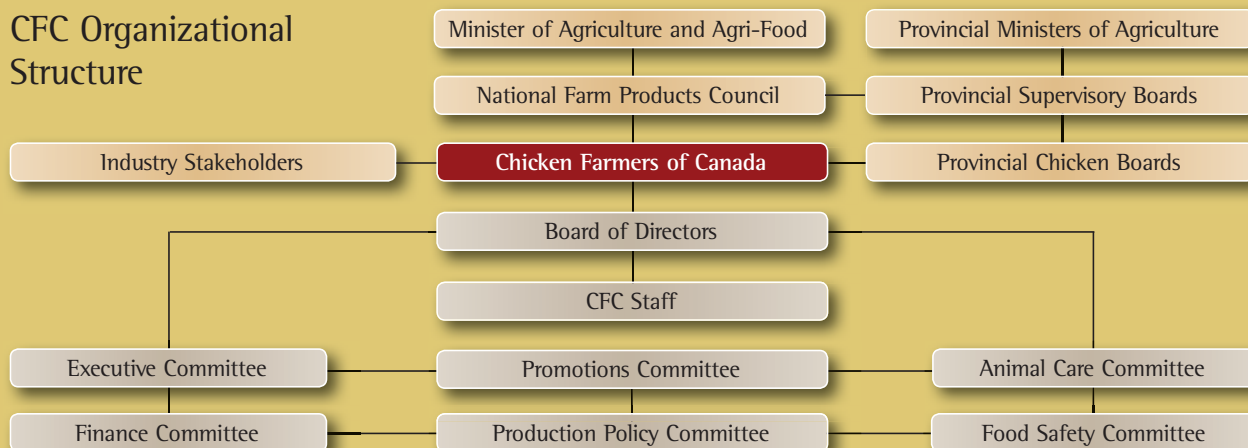 CFC Organizational
Structure
Minister of Agriculture and Agri-Food
Provincial Ministers of Agriculture
National Farm Products Council
Provincial Supervisory Boards
Industry Stakeholders
Chicken Farmers of Canada
Provincial Chicken Boards
Board of Directors
CFC Staff
Executive Committee
Promotions Committee
Animal Care Committee
Finance Committee
Production Policy Committee
Food Safety Committee